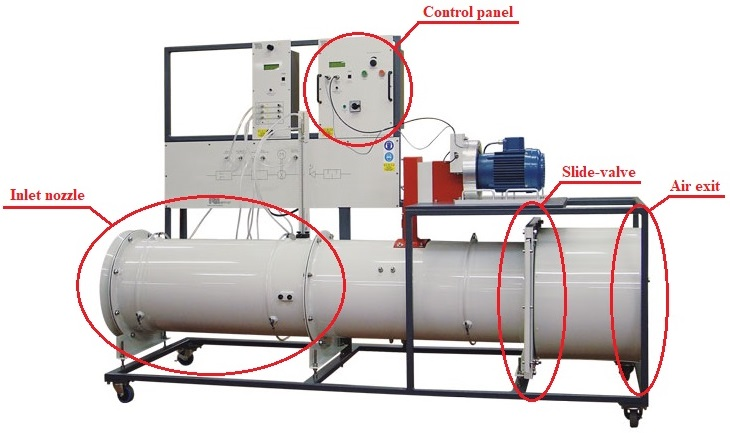 Control panel
Inlet nozzle
Slide-valve
Air exit